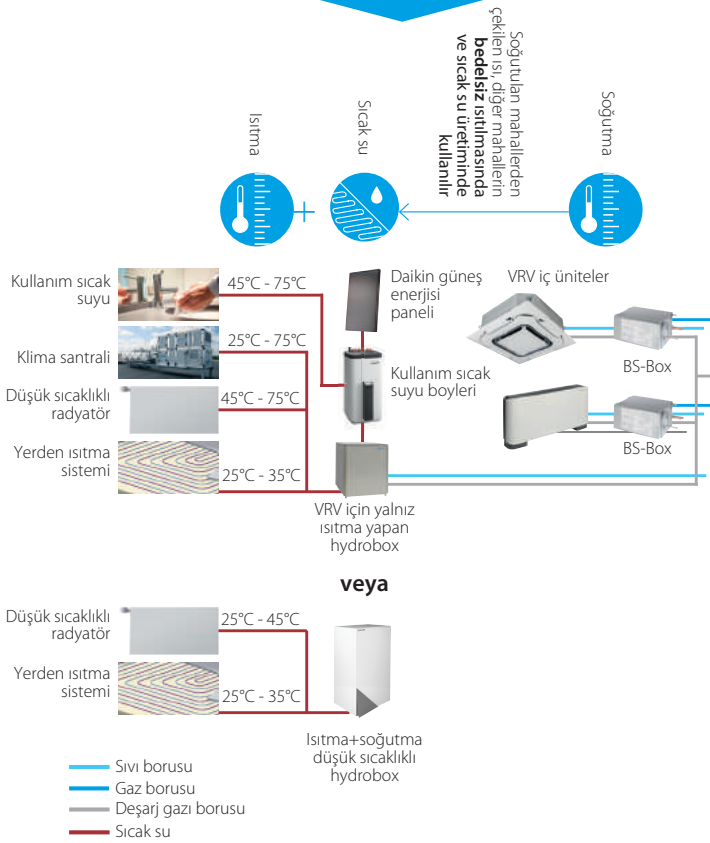 Isıtma
Sıcak su
Soğutulan mahallerden
çekilen ısı, diğer mahallerin
bedelsiz ısıtılmasında
ve sıcak su üretiminde
kullanılır
Soğutma
Kullanım sıcak
suyu
45°C - 75°C
Daikin güneş
enerjisi
paneli
VRV iç üniteler
BS-Box
Klima santrali
25°C - 75°C
Kullanım sıcak
suyu boyleri
Düşük sıcaklıklı
radyatör
45°C - 75°C
BS-Box
Yerden ısıtma
sistemi
25°C - 35°C
VRV için yalnız
ısıtma yapan
hydrobox
veya
Düşük sıcaklıklı
radyatör
25°C - 45°C
Yerden ısıtma
sistemi
25°C - 35°C
Isıtma+soğutma
düşük sıcaklıklı
hydrobox
Sıvı borusu
Gaz borusu
Deşarj gazı borusu
Sıcak su